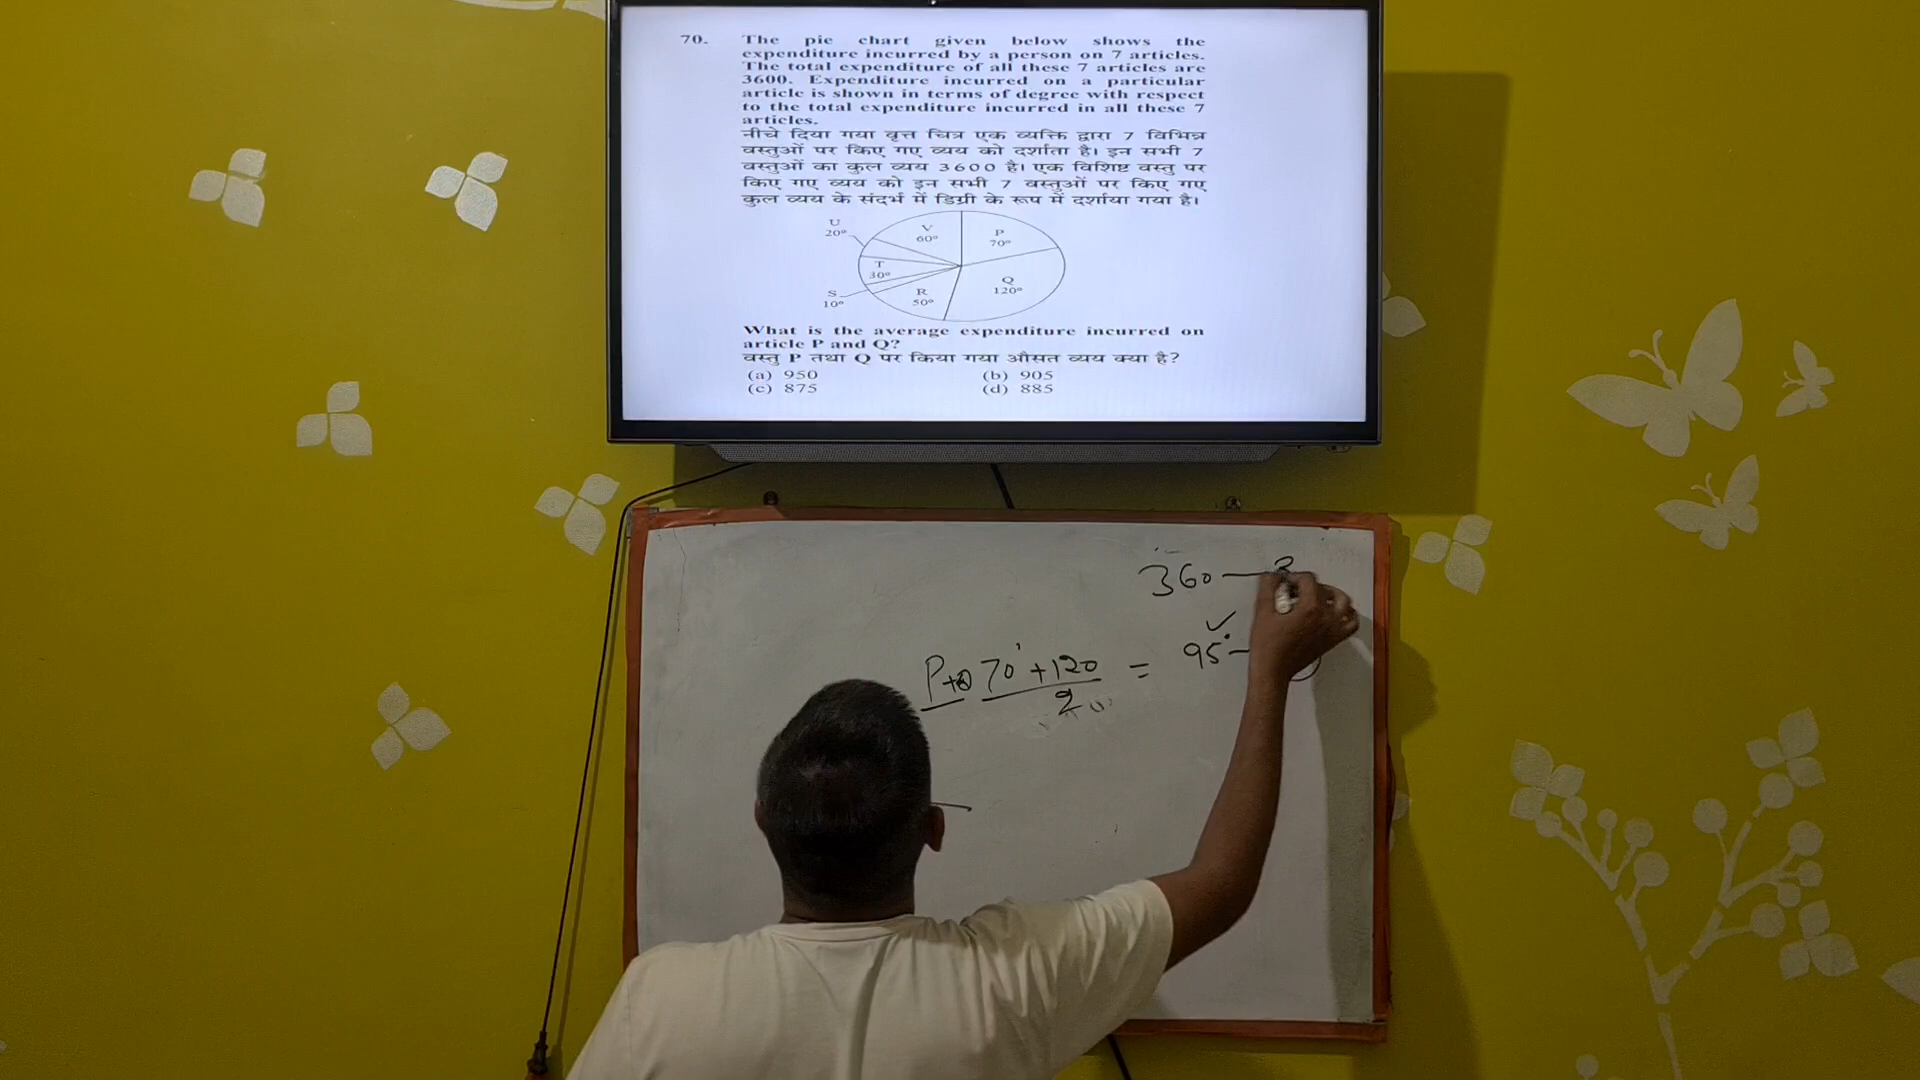 70. The pie chart given below shows the
expenditure incurred by a person on 7 articles.
The total expenditure of all these 7 articles are
3600. Expenditure incurred on a particular
article is shown in terms of degree with respect
to the total expenditure incurred in all these 7
articles.
नीचे दिया गया वृत्त चित्र एक व्यक्ति द्वारा 7 विभिन्न
वस्तुओं पर किए गए व्यय को दर्शाता है। इन सभी 7
वस्तुओं का कुल व्यय 3600 है। एक विशिष्ट वस्तु पर
किए गए व्यय को इन सभी 7 वस्तुओं पर किए गए
कुल व्यय के संदर्भ में डिग्री के रूप में दर्शाया गया है।
U
20°
V
60°
P
70°
T
30°
Q
120°
S
10°
R
50°
What is the average expenditure incurred on
article P and Q?
वस्तु P तथा Q पर किया गया औसत व्यय क्या है?
(a) 950 (b) 905
(c) 875 (d) 885
360 —
P+Q 70° + 120 = 95° —
2